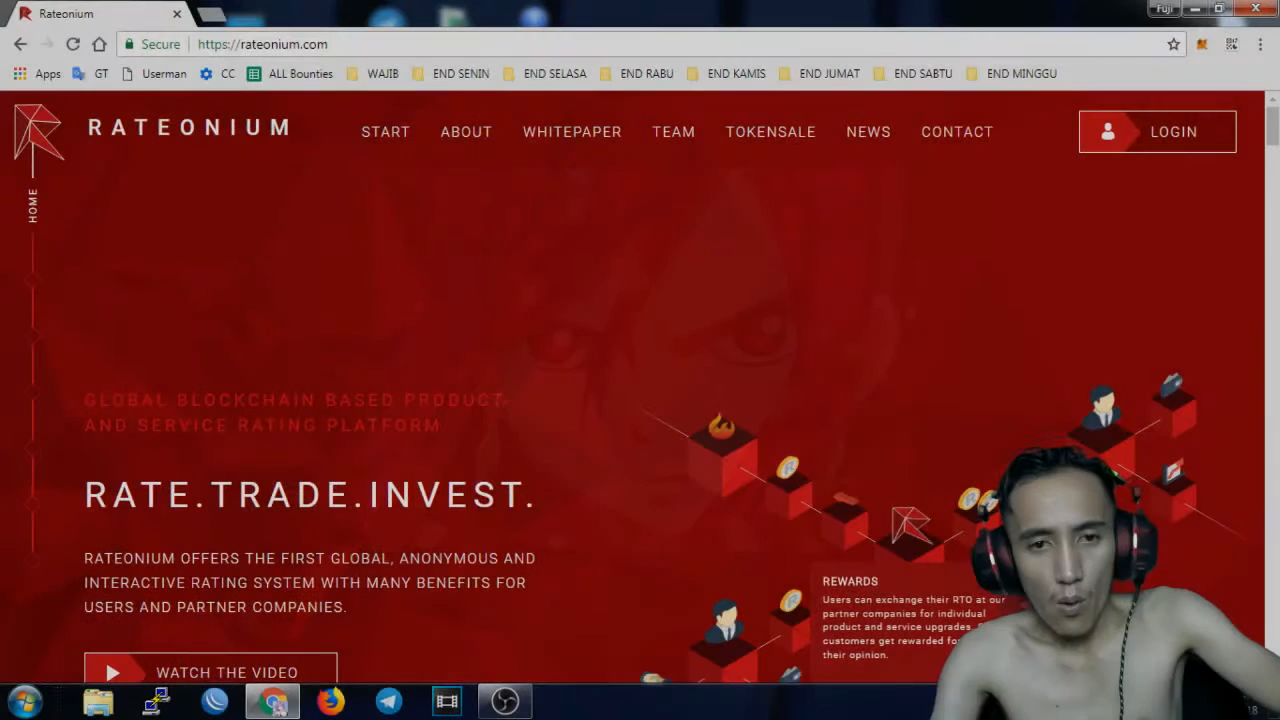 Rateonium
Fuji
Secure
https://rateonium.com
Apps
GT
Userman
CC
ALL Bounties
WAJIB
END SENIN
END SELASA
END RABU
END KAMIS
END JUMAT
END SABTU
END MINGGU
RATEONIUM
START
ABOUT
WHITEPAPER
TEAM
TOKENSALE
NEWS
CONTACT
LOGIN
HOME
GLOBAL BLOCKCHAIN BASED PRODUCT
AND SERVICE RATING PLATFORM
RATE.TRADE.INVEST.
RATEONIUM OFFERS THE FIRST GLOBAL, ANONYMOUS AND
INTERACTIVE RATING SYSTEM WITH MANY BENEFITS FOR
USERS AND PARTNER COMPANIES.
WATCH THE VIDEO
REWARDS
Users can exchange their RTO at our
partner companies for individual
product and service upgrades.
customers get rewarded for
their opinion.